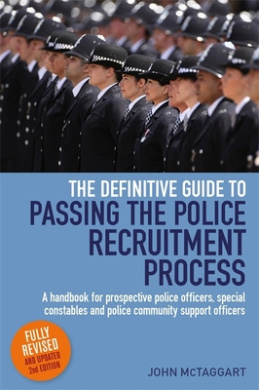 THE DEFINITIVE GUIDE TO
PASSING THE POLICE
RECRUITMENT
PROCESS
A handbook for prospective police officers, special
constables and police community support officers
FULLY
REVISED
AND UPDATED
2nd EDITION
JOHN McTAGGART